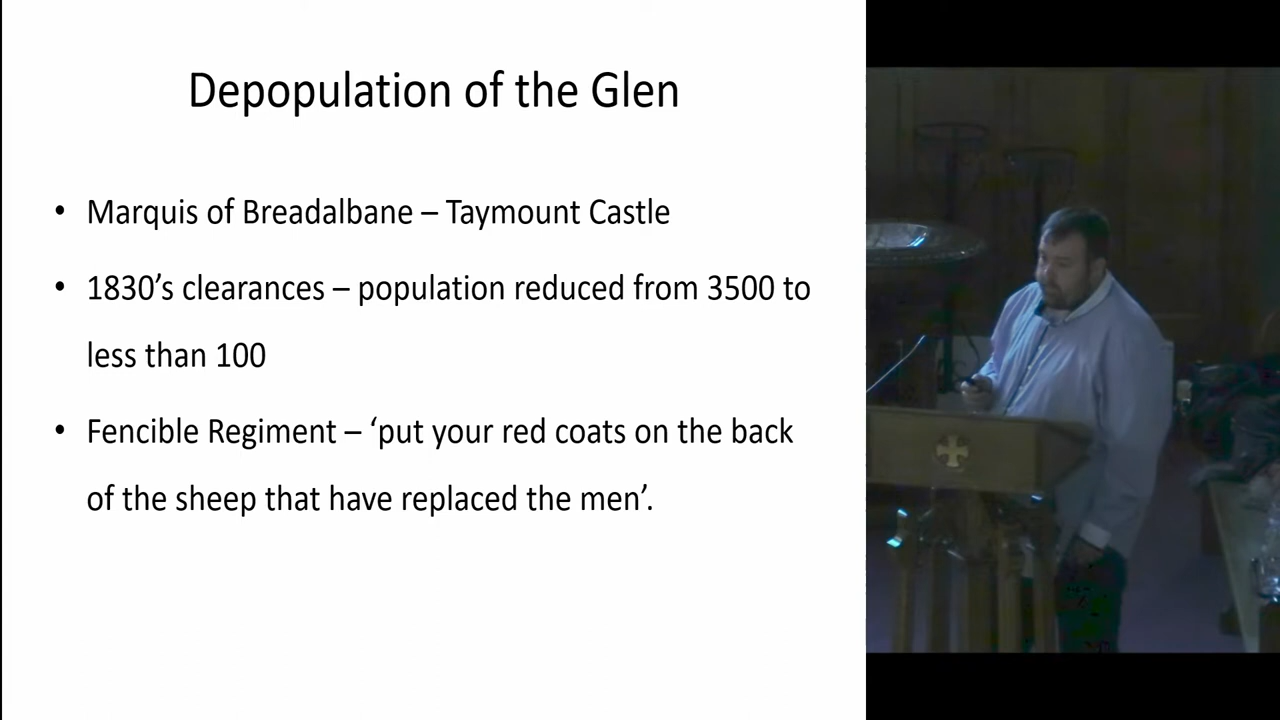 Depopulation of the Glen
• Marquis of Breadalbane – Taymount Castle
• 1830’s clearances – population reduced from 3500 to
less than 100
• Fencible Regiment – ‘put your red coats on the back
of the sheep that have replaced the men’.